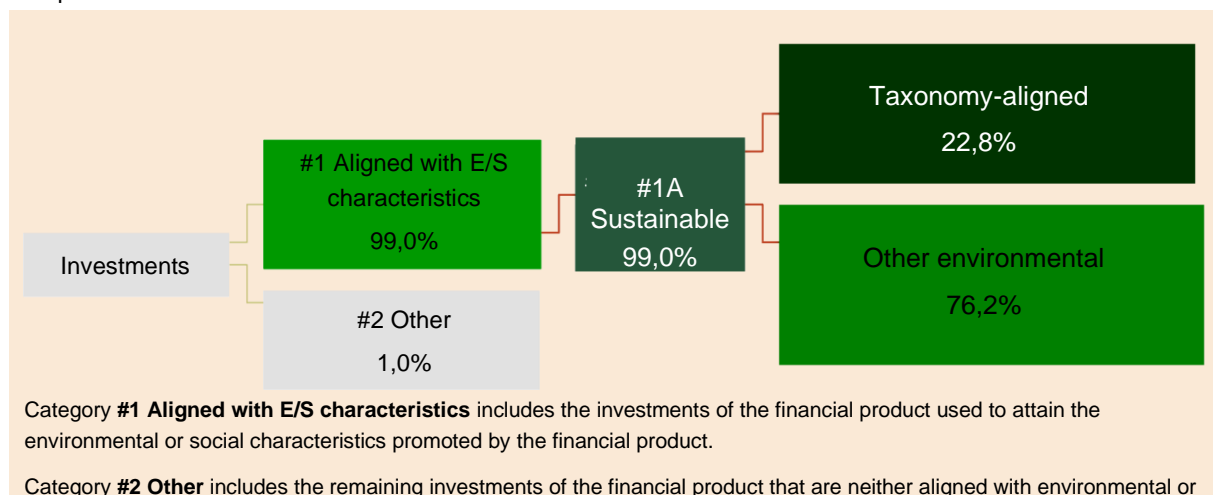 Taxonomy-aligned
22,8%
#1 Aligned with E/S
characteristics
99,0%
#1A
Sustainable
99,0%
Investments
Other environmental
76,2%
#2 Other
1,0%
Category #1 Aligned with E/S characteristics includes the investments of the financial product used to attain the
environmental or social characteristics promoted by the financial product.
Category #2 Other includes the remaining investments of the financial product that are neither aligned with environmental or